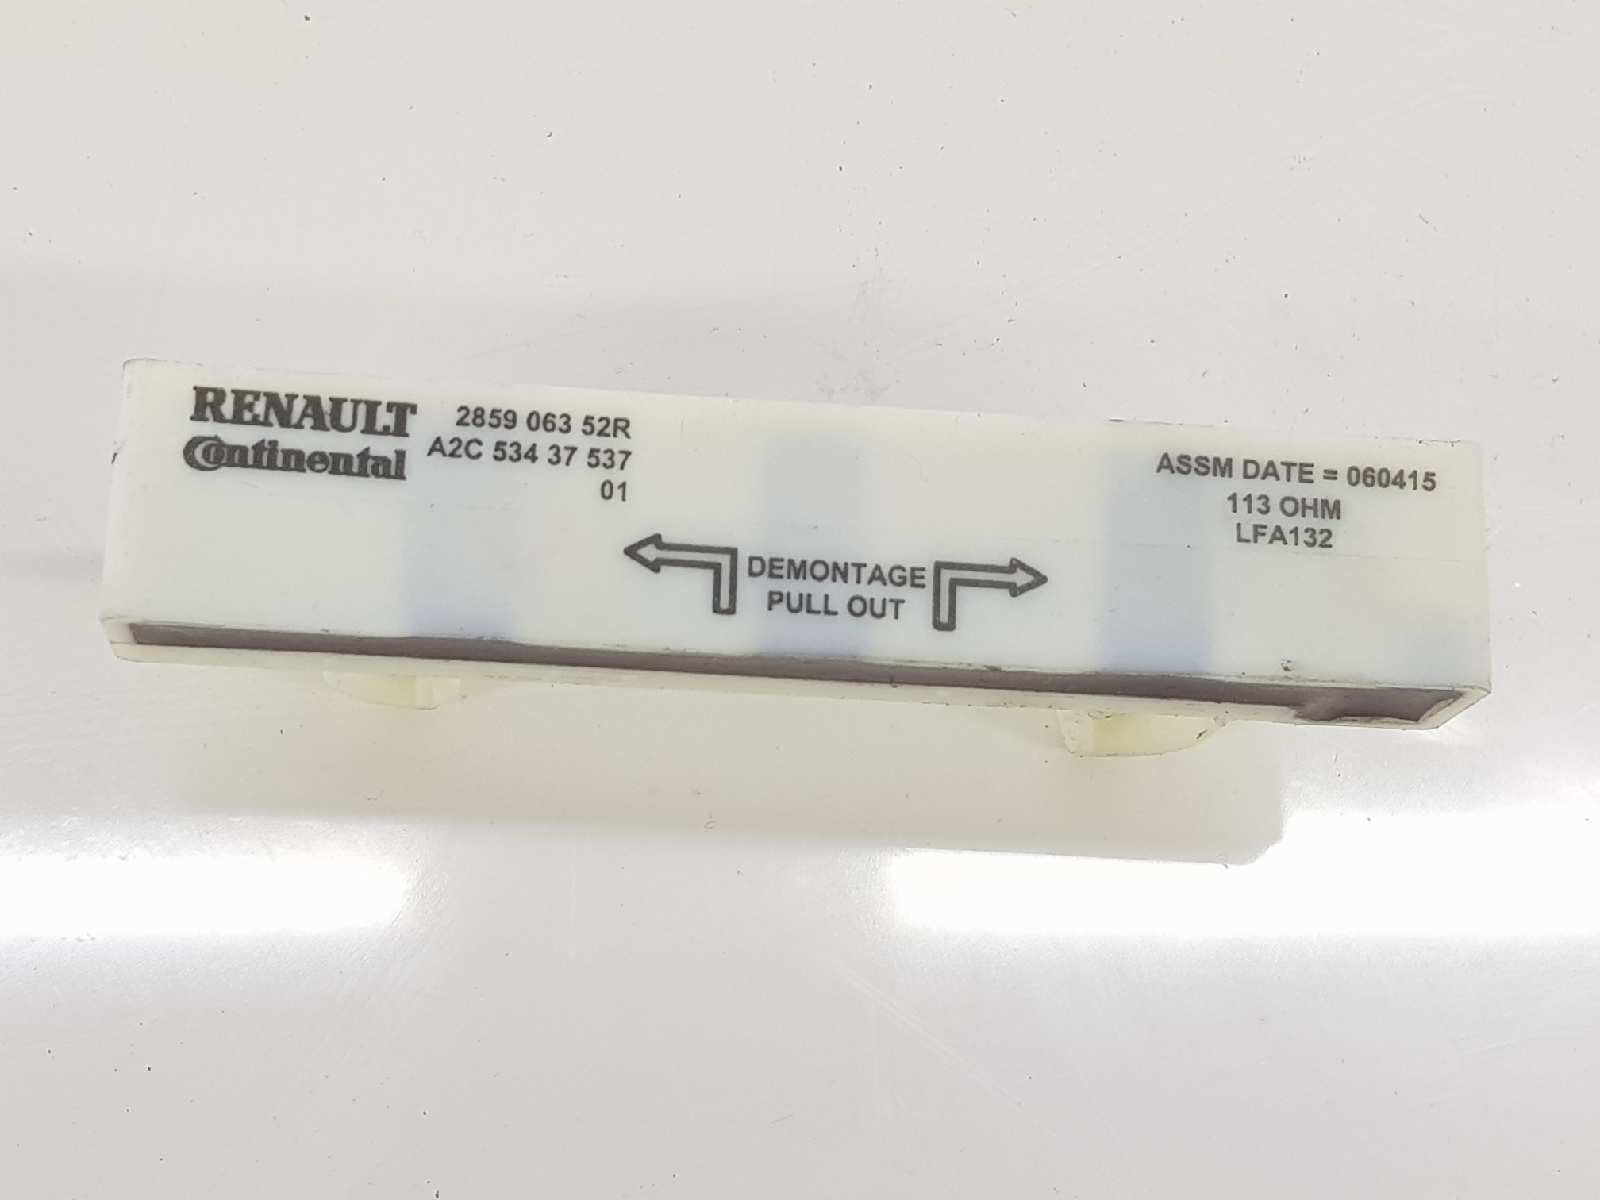 RENAULT
Continental
2859 063 52R
A2C 534 37 537
01
DEMONTAGE
PULL OUT
ASSM DATE = 060415
113 OHM
LFA132